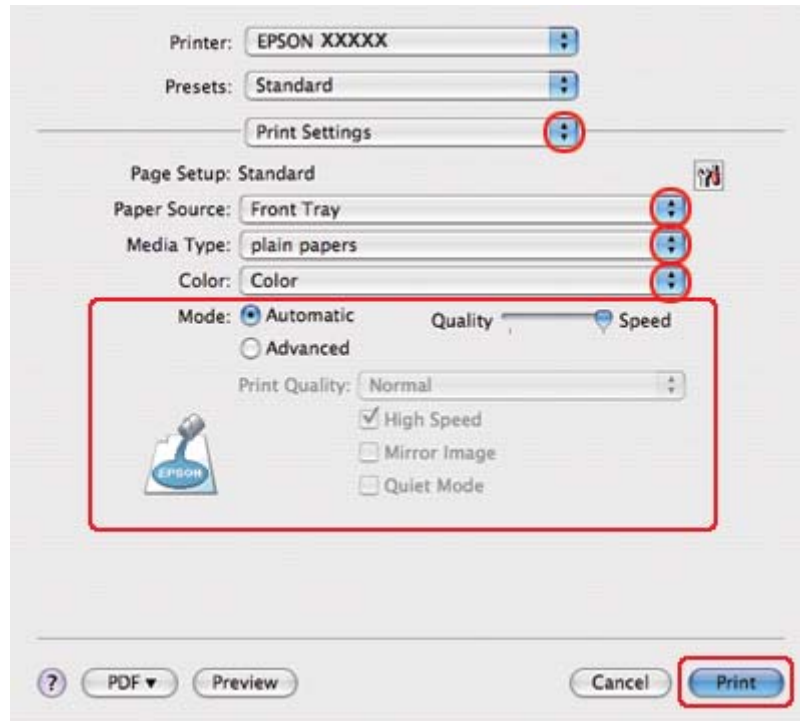 Printer: EPSON XXXXX
Presets: Standard
Print Settings
Page Setup: Standard
Paper Source: Front Tray
Media Type: plain papers
Color: Color
Mode: Automatic Quality Speed
Advanced
Print Quality: Normal
High Speed
Mirror Image
EPSON
Quiet Mode
? PDF Preview Cancel Print